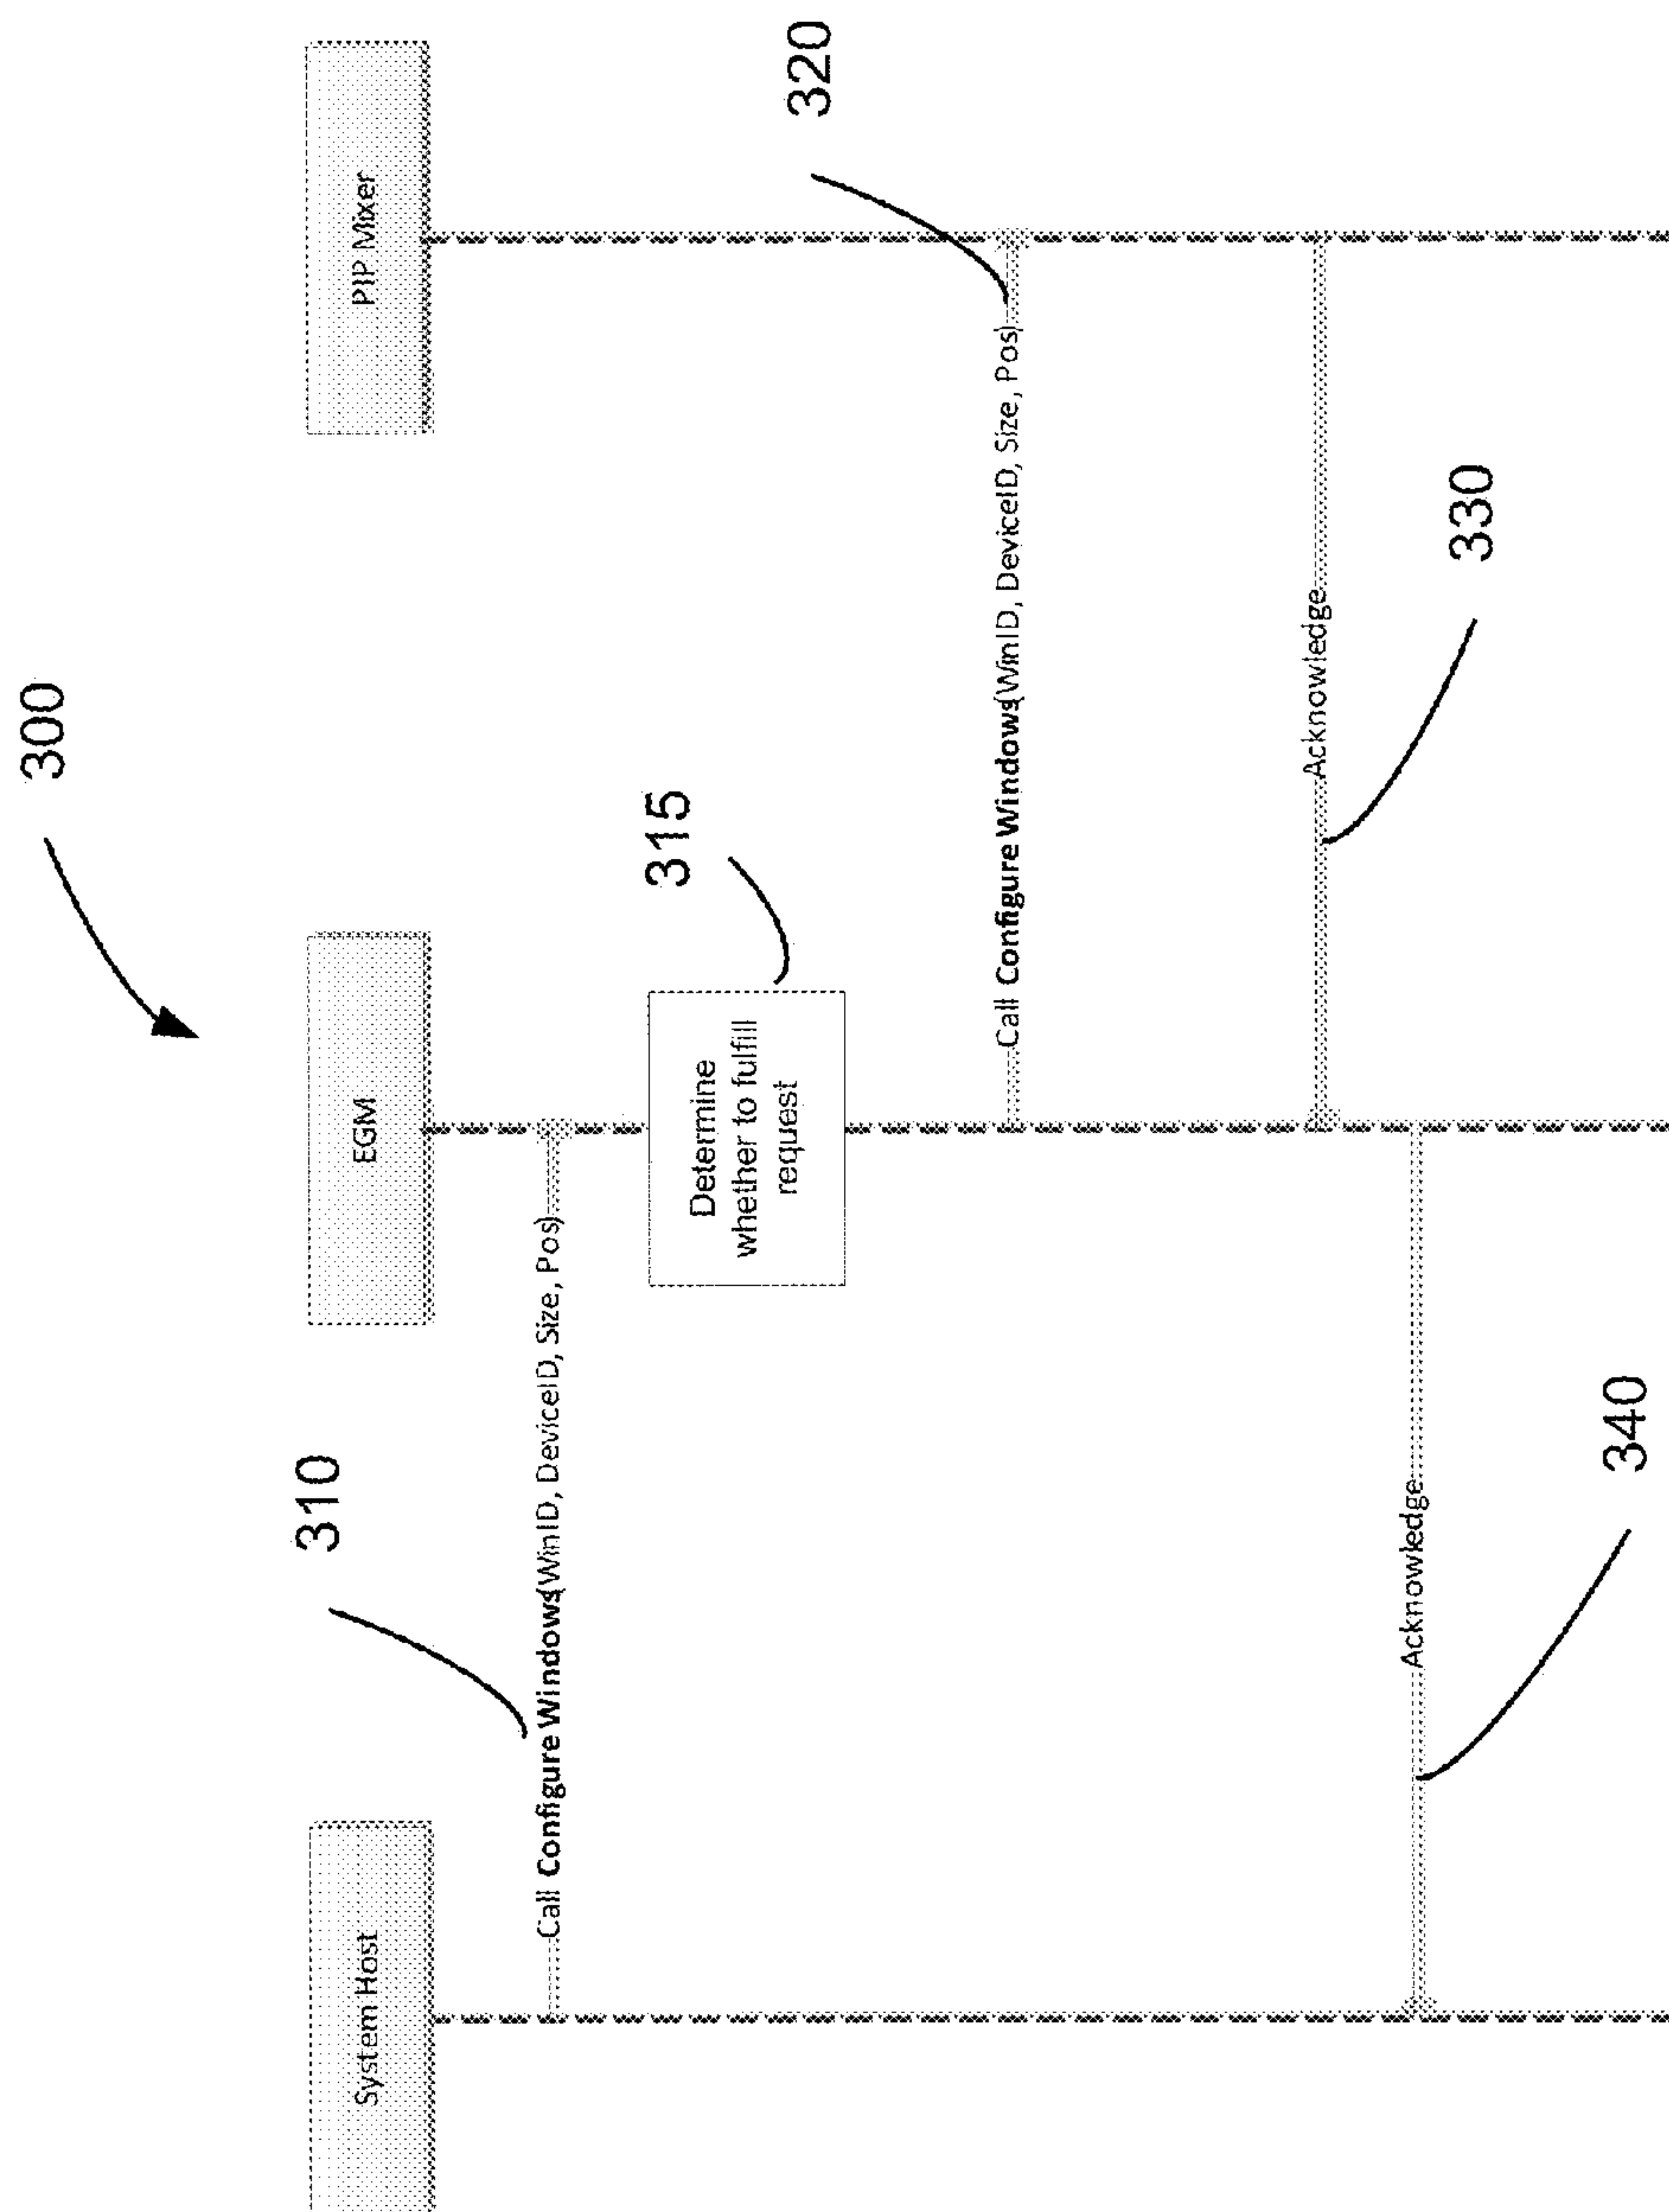 300
System Host
EGM
PIP Mixer
310
Call Configure Windows(WinID, DeviceID, Size, Pos)
315
Determine
whether to fulfill
request
320
Call Configure Windows(WinID, DeviceID, Size, Pos)
Acknowledge
330
Acknowledge
340